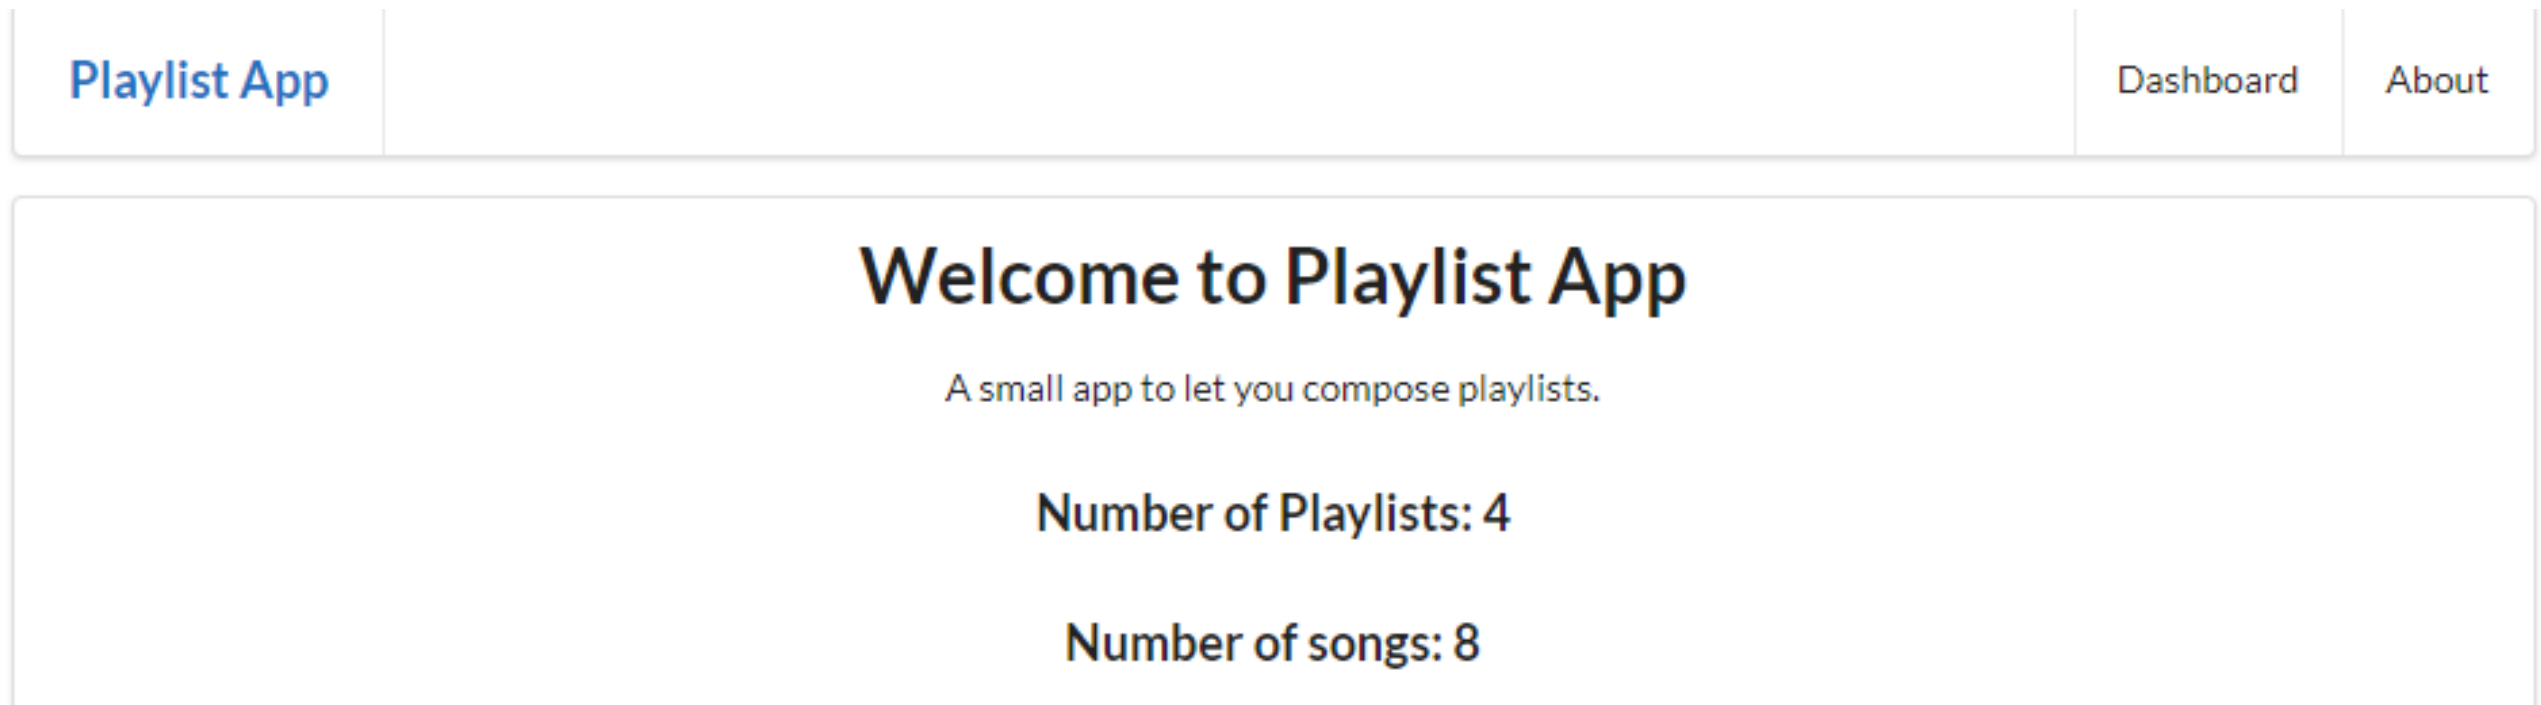 Playlist App
Dashboard
About
Welcome to Playlist App
A small app to let you compose playlists.
Number of Playlists: 4
Number of songs: 8